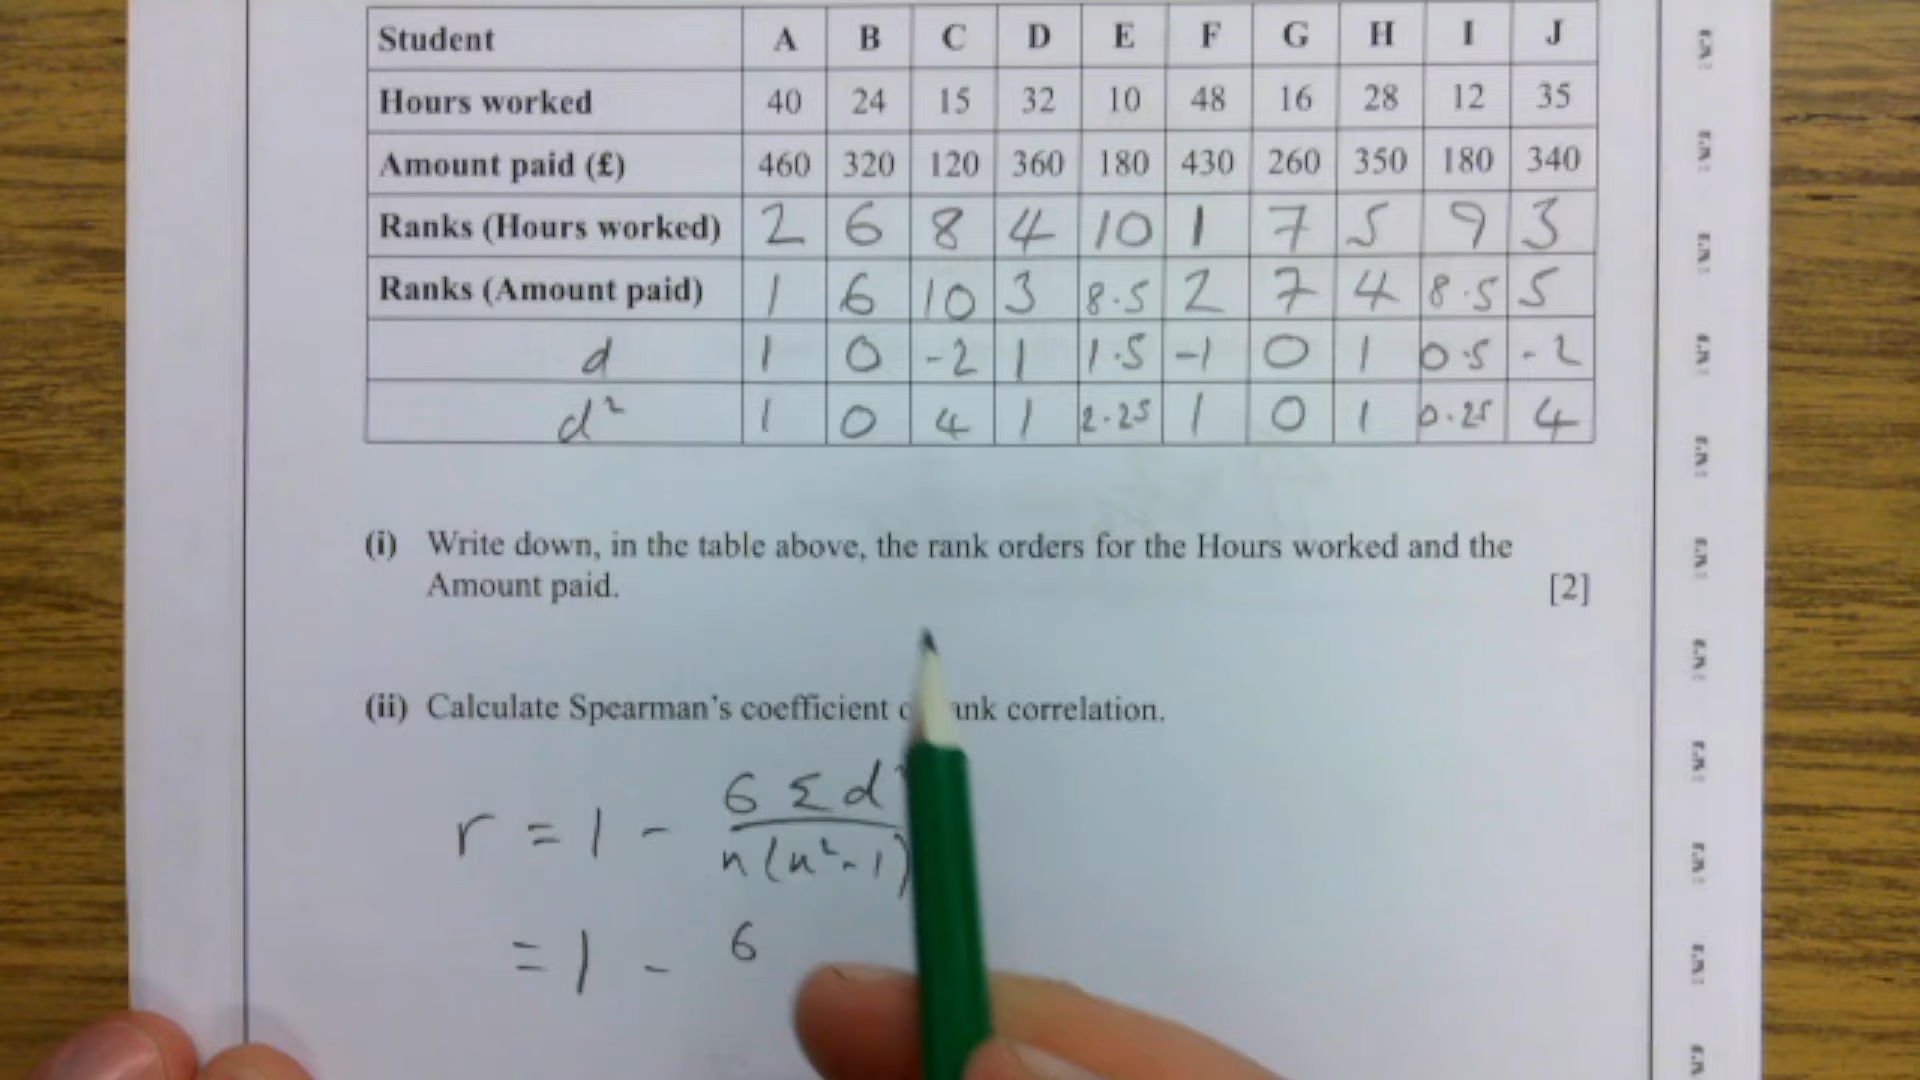 Student A B C D E F G H I J
Hours worked 40 24 15 32 10 48 16 28 12 35
Amount paid (£) 460 320 120 360 180 430 260 350 180 340
Ranks (Hours worked) 2 6 8 4 10 1 7 5 9 3
Ranks (Amount paid) 1 6 10 3 8.5 2 7 4 8.5 5
d 1 0 -2 1 1.5 -1 0 1 0.5 -2
d² 1 0 4 1 2.25 1 0 1 0.25 4
(i) Write down, in the table above, the rank orders for the Hours worked and the
Amount paid. [2]
(ii) Calculate Spearman's coefficient correlation.
r = 1 - 6 Σd
n(n²-1)
= 1 - 6